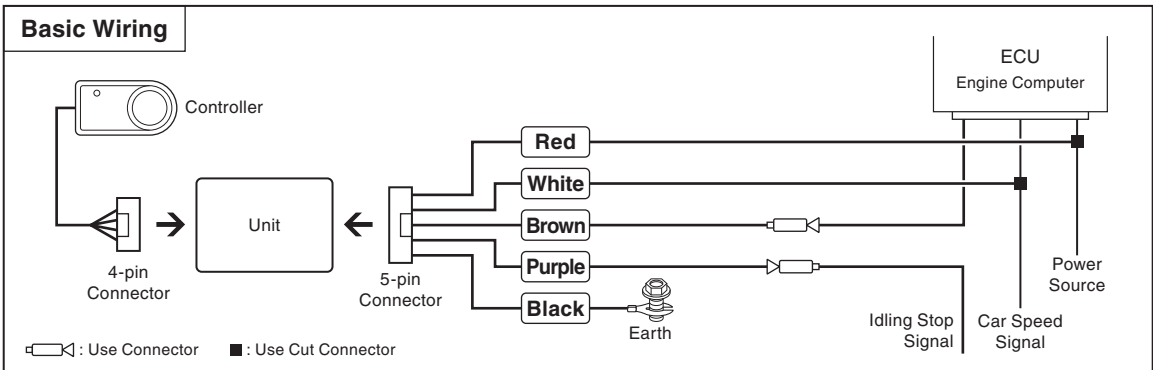 Basic Wiring
ECU
Engine Computer
Controller
Red
White
Brown
Purple
Black
Unit
4-pin
Connector
5-pin
Connector
Earth
Power
Source
Idling Stop
Signal
Car Speed
Signal
: Use Connector
: Use Cut Connector